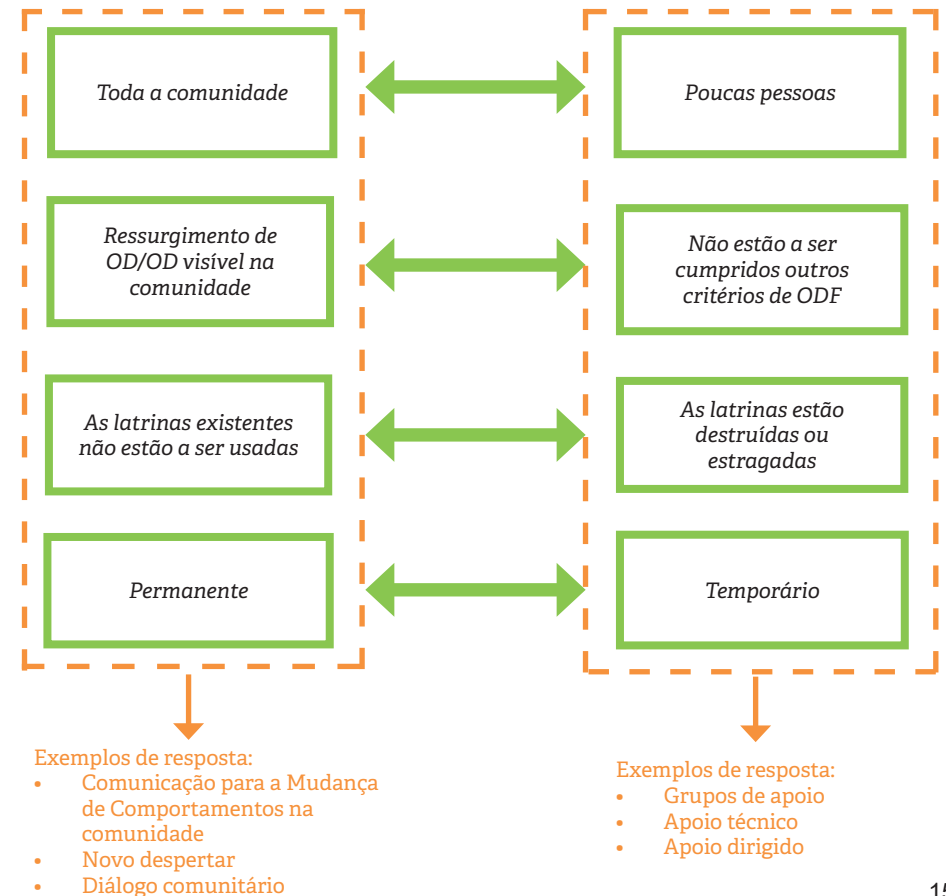 Toda a comunidade
Poucas pessoas
Ressurgimento de
OD/OD visível na
comunidade
Não estão a ser
cumpridos outros
critérios de ODF
As latrinas existentes
não estão a ser usadas
As latrinas estão
destruídas ou
estragadas
Permanente
Temporário
Exemplos de resposta:
• Comunicação para a Mudança
de Comportamentos na
comunidade
• Novo despertar
• Diálogo comunitário
Exemplos de resposta:
• Grupos de apoio
• Apoio técnico
• Apoio dirigido